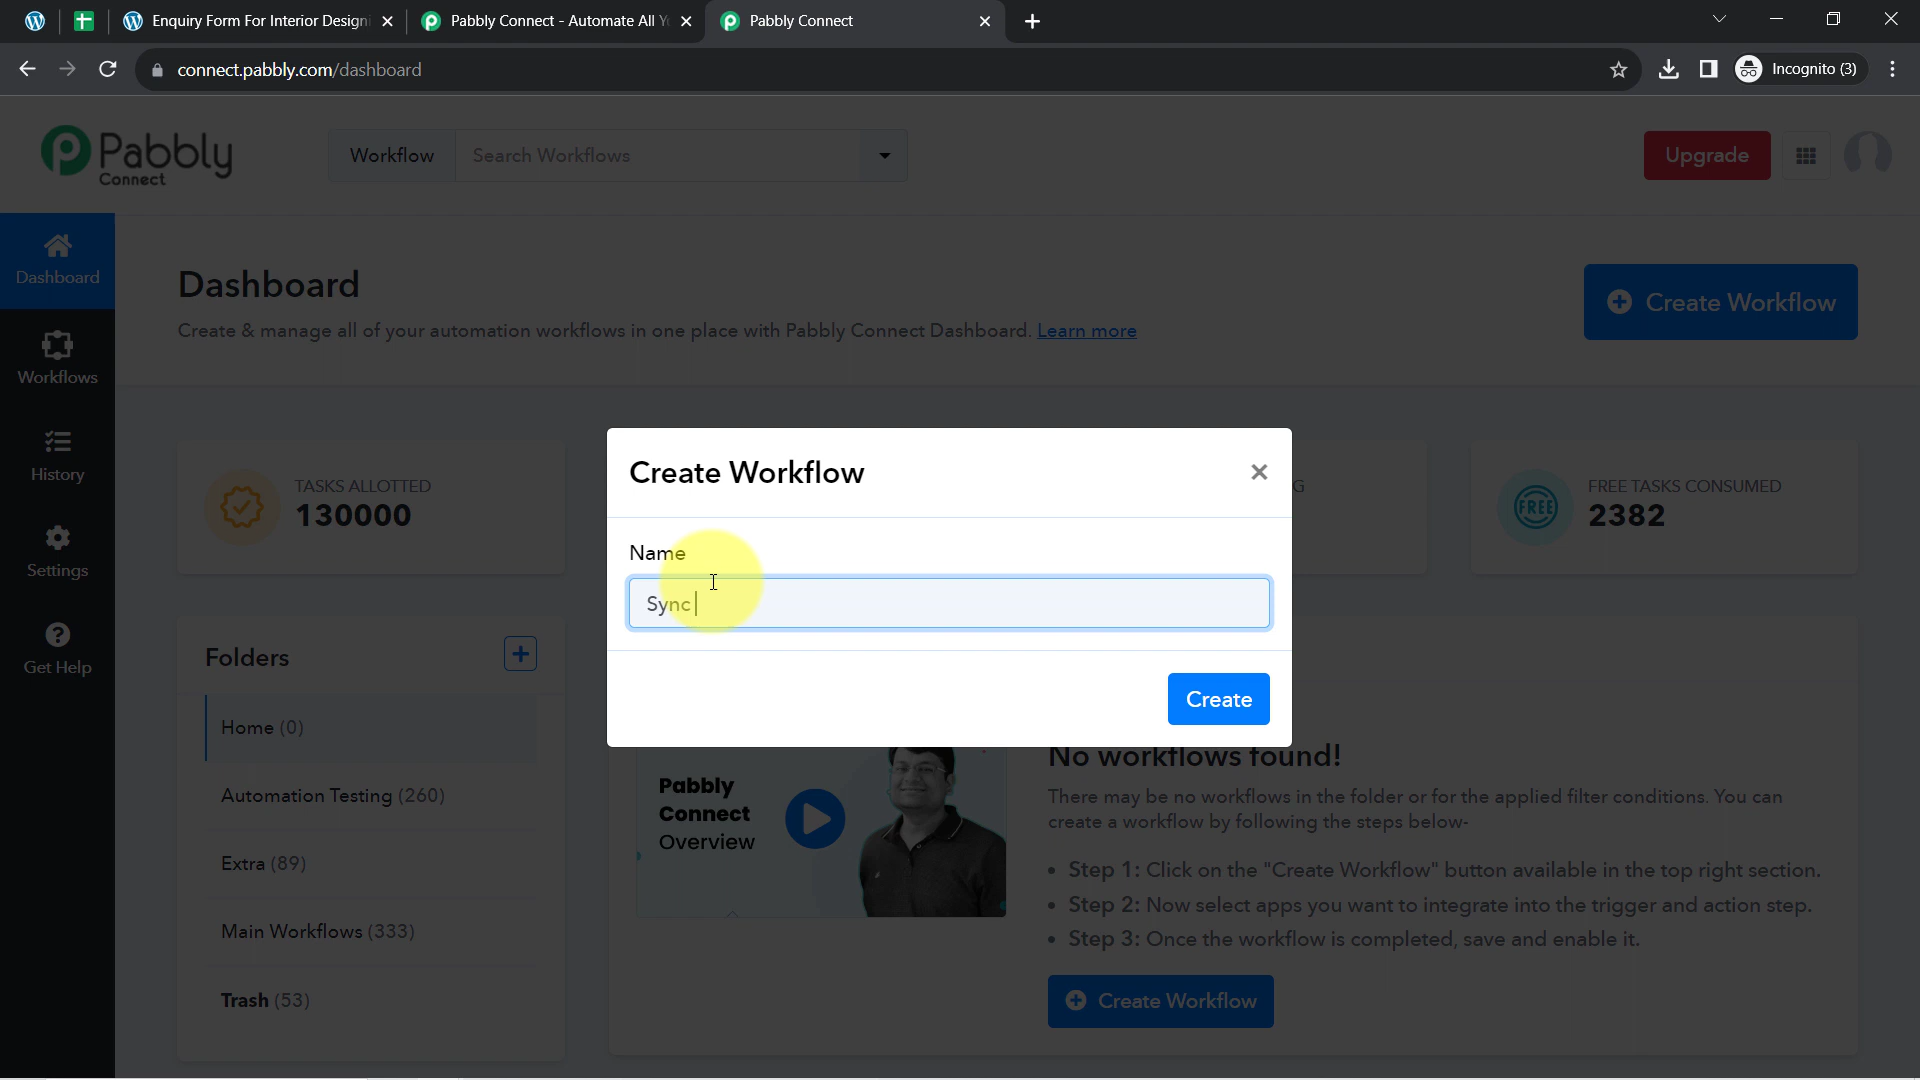 Enquiry Form For Interior Design
Pabbly Connect - Automate All Y
Pabbly Connect
connect.pabbly.com/dashboard
Incognito (3)
Pabbly
Connect
Workflow
Search Workflows
Upgrade
Dashboard
Workflows
History
Settings
Get Help
Dashboard
Create & manage all of your automation workflows in one place with Pabbly Connect Dashboard. Learn more
Create Workflow
TASKS ALLOTTED
130000
G
FREE
FREE TASKS CONSUMED
2382
Create Workflow
Name
Sync
Create
Folders
Home (0)
Automation Testing (260)
Extra (89)
Main Workflows (333)
Trash (53)
Pabbly
Connect
Overview
No workflows found!
There may be no workflows in the folder or for the applied filter conditions. You can
create a workflow by following the steps below-
• Step 1: Click on the "Create Workflow" button available in the top right section.
• Step 2: Now select apps you want to integrate into the trigger and action step.
• Step 3: Once the workflow is completed, save and enable it.
Create Workflow